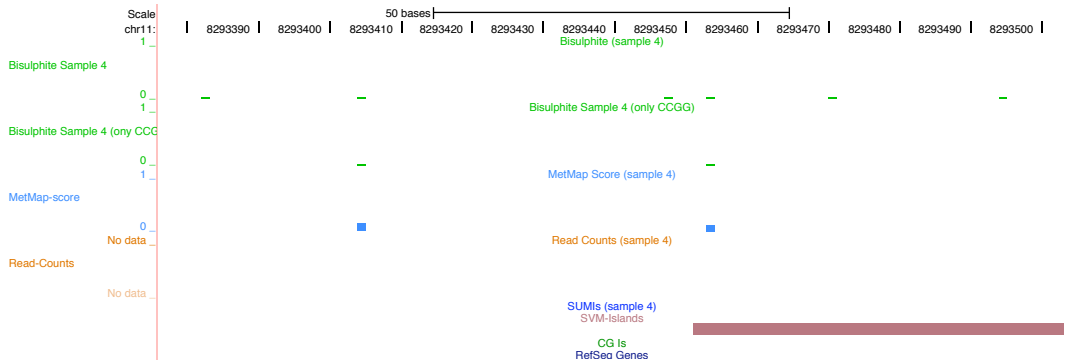 Scale 50 bases
chr11: 8293390 8293400 8293410 8293420 8293430 8293440 8293450 8293460 8293470 8293480 8293490 8293500
1 _ Bisulphite (sample 4)
Bisulphite Sample 4
0 _
1 _ Bisulphite Sample 4 (only CCGG)
Bisulphite Sample 4 (ony CCG
0 _
1 _ MetMap Score (sample 4)
MetMap-score
0 _
No data _ Read Counts (sample 4)
Read-Counts
No data _
SUMIs (sample 4)
SVM-Islands
CG Is
RefSeq Genes